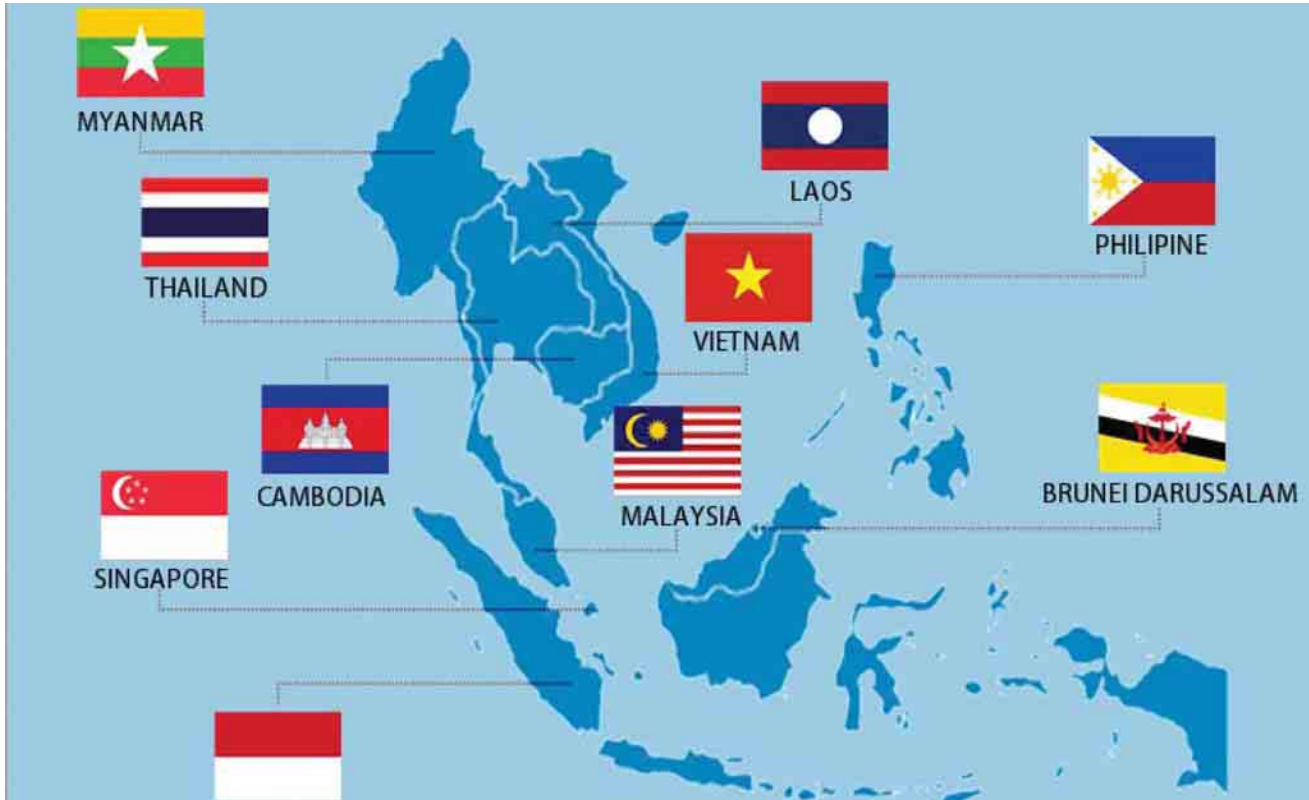 MYANMAR
LAOS
PHILIPINE
THAILAND
VIETNAM
CAMBODIA
MALAYSIA
BRUNEI DARUSSALAM
SINGAPORE